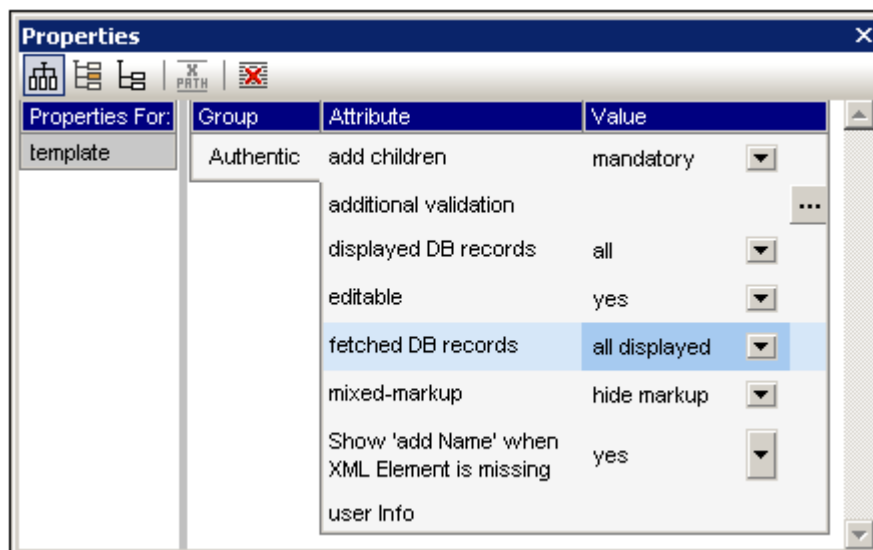 Properties
X
PATH
Properties For: Group Attribute Value
template Authentic add children mandatory
additional validation ...
displayed DB records all
editable yes
fetched DB records all displayed
mixed-markup hide markup
Show 'add Name' when
XML Element is missing yes
user Info